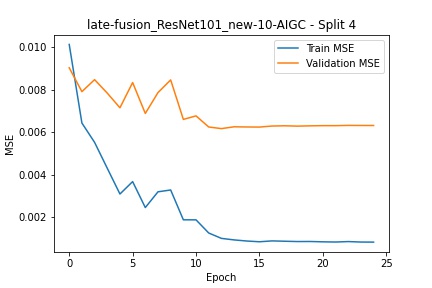 late-fusion_ResNet101_new-10-AIGC - Split 4
Train MSE
Validation MSE
MSE
0.010
0.008
0.006
0.004
0.002
0 5 10 15 20 25
Epoch